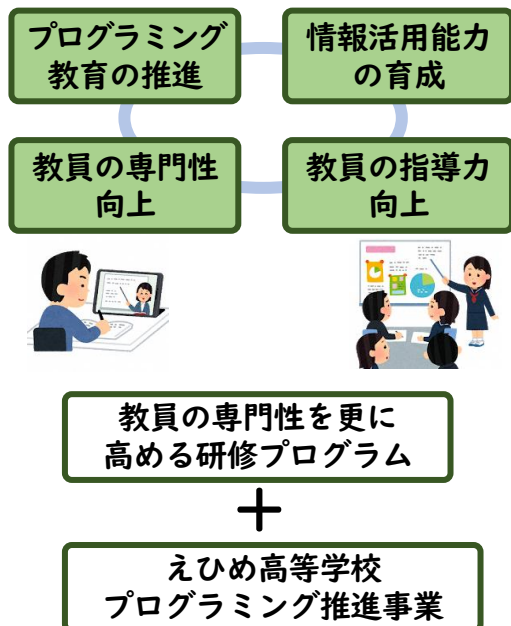 プログラミング
教育の推進
情報活用能力
の育成
教員の専門性
向上
教員の指導力
向上
教員の専門性を更に
高める研修プログラム
＋
えひめ高等学校
プログラミング推進事業